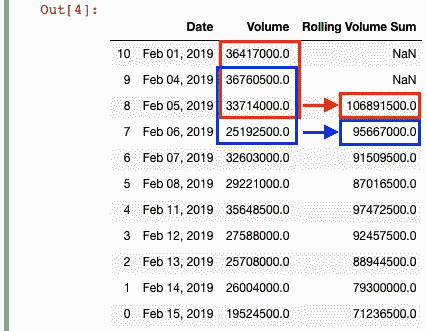 Out[4]:
Date Volume Rolling Volume Sum
10 Feb 01, 2019 36417000.0 NaN
9 Feb 04, 2019 36760500.0 NaN
8 Feb 05, 2019 33714000.0 106891500.0
7 Feb 06, 2019 25192500.0 95667000.0
6 Feb 07, 2019 32603000.0 91509500.0
5 Feb 08, 2019 29221000.0 87016500.0
4 Feb 11, 2019 35648500.0 97472500.0
3 Feb 12, 2019 27588000.0 92457500.0
2 Feb 13, 2019 25708000.0 88944500.0
1 Feb 14, 2019 26004000.0 79300000.0
0 Feb 15, 2019 19524500.0 71236500.0